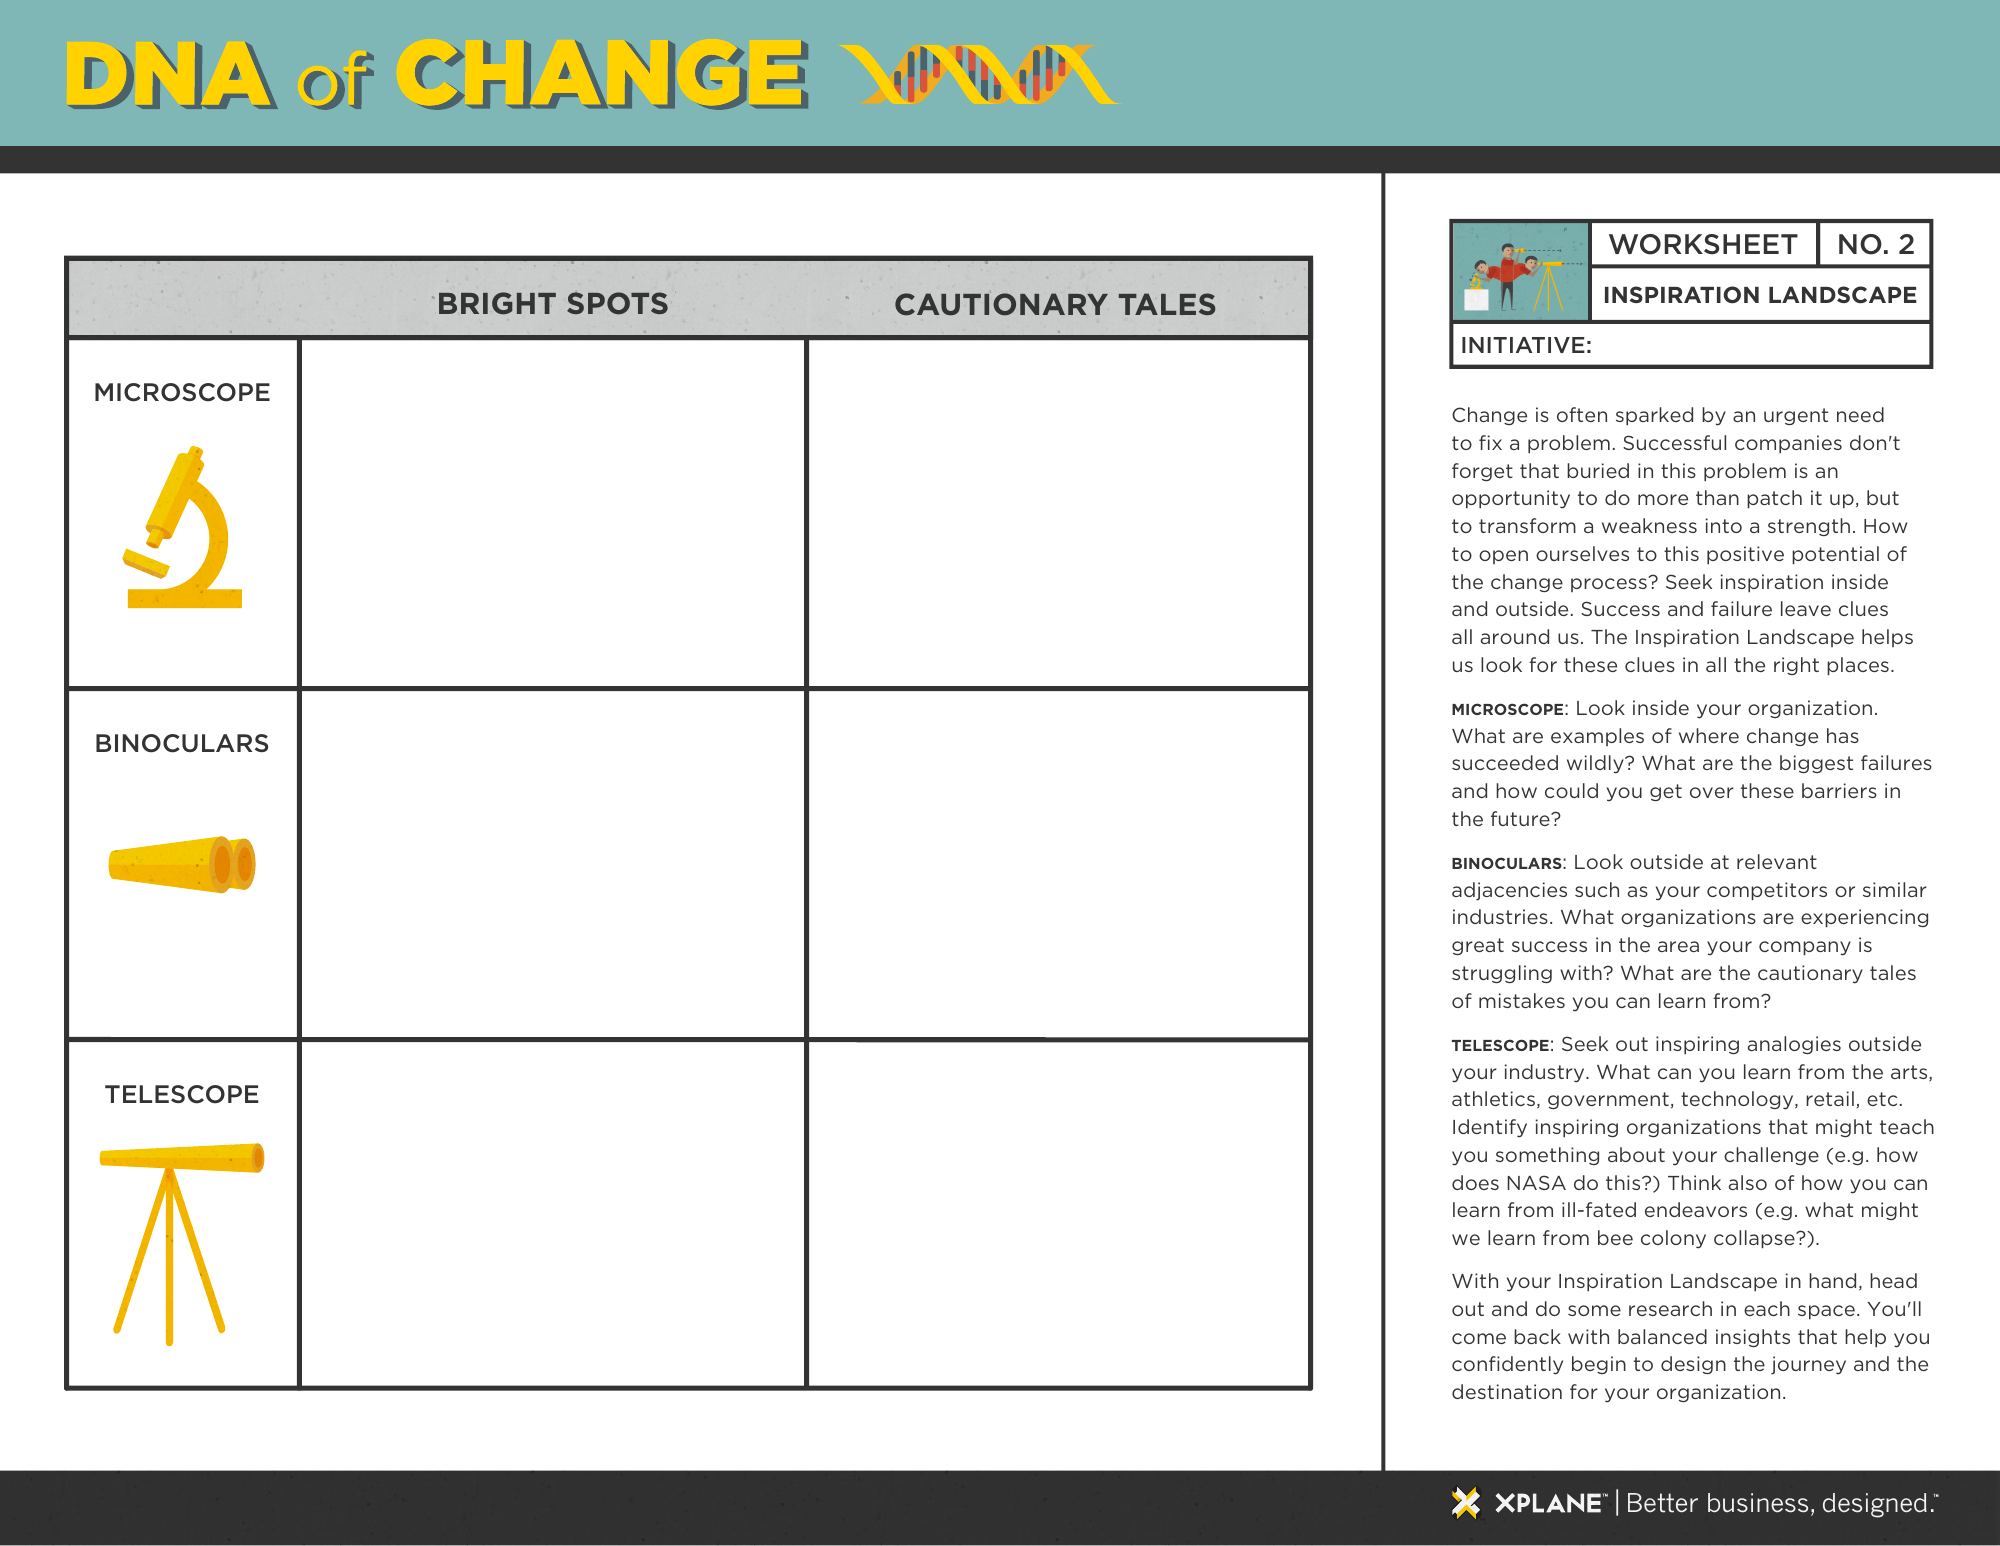 DNA of CHANGE
BRIGHT SPOTS
CAUTIONARY TALES
MICROSCOPE
BINOCULARS
TELESCOPE
WORKSHEET
NO. 2
INSPIRATION LANDSCAPE
INITIATIVE:
Change is often sparked by an urgent need
to fix a problem. Successful companies don't
forget that buried in this problem is an
opportunity to do more than patch it up, but
to transform a weakness into a strength. How
to open ourselves to this positive potential of
the change process? Seek inspiration inside
and outside. Success and failure leave clues
all around us. The Inspiration Landscape helps
us look for these clues in all the right places.
MICROSCOPE: Look inside your organization.
What are examples of where change has
succeeded wildly? What are the biggest failures
and how could you get over these barriers in
the future?
BINOCULARS: Look outside at relevant
adjacencies such as your competitors or similar
industries. What organizations are experiencing
great success in the area your company is
struggling with? What are the cautionary tales
of mistakes you can learn from?
TELESCOPE: Seek out inspiring analogies outside
your industry. What can you learn from the arts,
athletics, government, technology, retail, etc.
Identify inspiring organizations that might teach
you something about your challenge (e.g. how
does NASA do this?) Think also of how you can
learn from ill-fated endeavors (e.g. what might
we learn from bee colony collapse?).
With your Inspiration Landscape in hand, head
out and do some research in each space. You'll
come back with balanced insights that help you
confidently begin to design the journey and the
destination for your organization.
XPLANE™ | Better business, designed.™